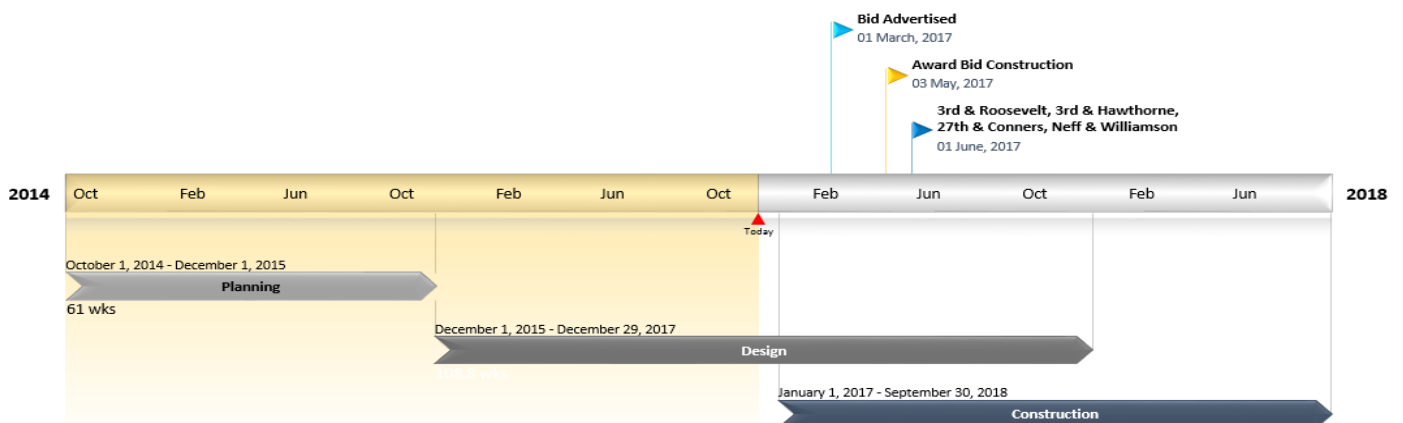 Bid Advertised
01 March, 2017
Award Bid Construction
03 May, 2017
3rd & Roosevelt, 3rd & Hawthorne,
27th & Conners, Neff & Williamson
01 June, 2017
2014 Oct Feb Jun Oct Feb Jun Oct Feb Jun Oct Feb Jun 2018
Today
October 1, 2014 - December 1, 2015
Planning
61 wks
December 1, 2015 - December 29, 2017
Design
108.8 wks
January 1, 2017 - September 30, 2018
Construction